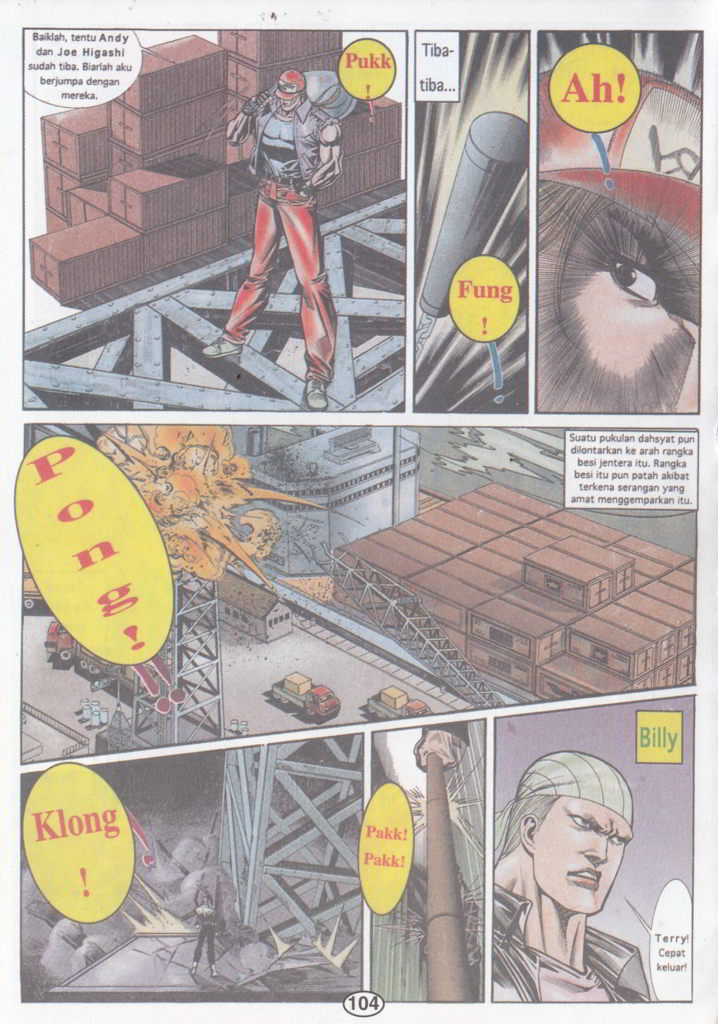 Baiklah, tentu Andy
dan Joe Higashi
sudah tiba. Biarlah aku
berjumpa dengan
mereka.
Pukk
!
Tiba-
tiba...
Fung
!
Ah!
Pong!
Suatu pukulan dahsyat pun
dilontarkan ke arah rangka
besi jentera itu. Rangka
besi itu pun patah akibat
terkena serangan yang
amat menggemparkan itu.
Klong
!
Pakk!
Pakk!
Billy
Terry!
Cepat
keluar!
104